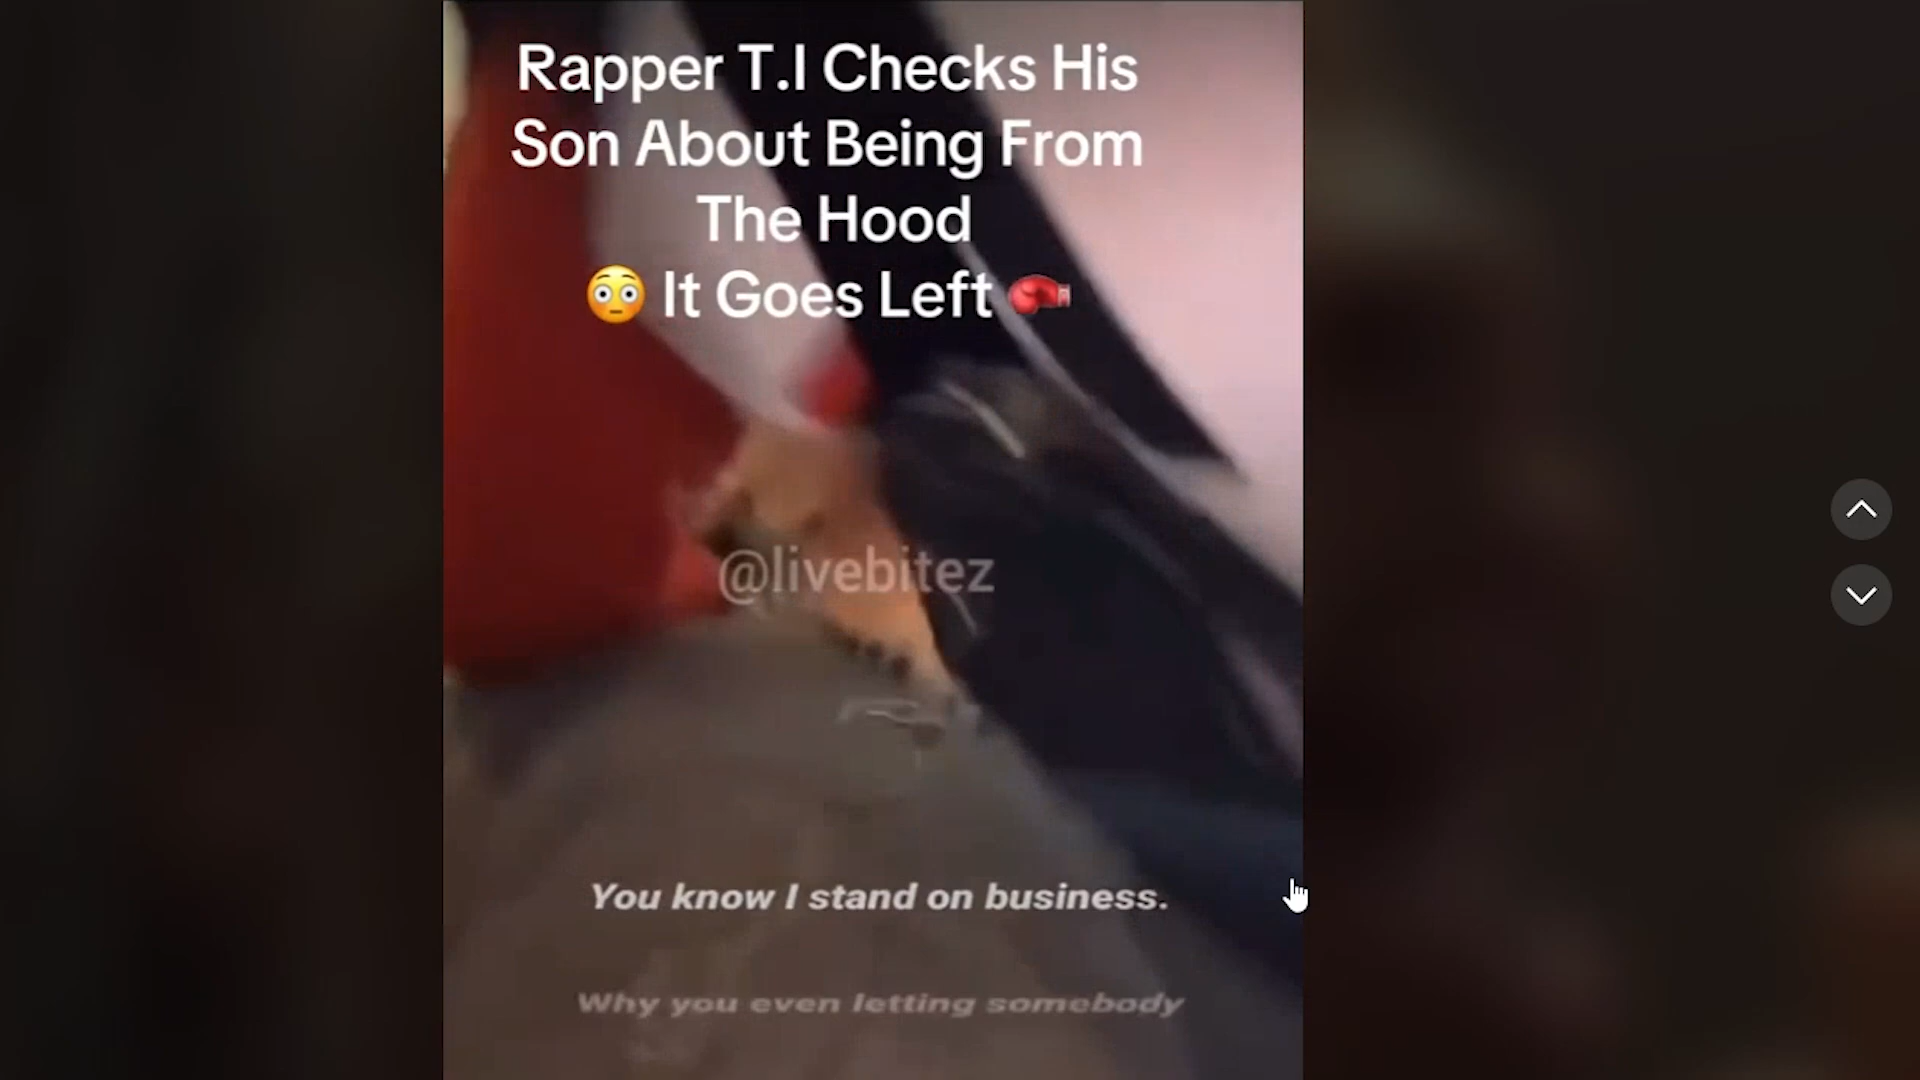 Rapper T.I Checks His
Son About Being From
The Hood
😳 It Goes Left 🥊
@livebitez
You know I stand on business.
Why you even letting somebody